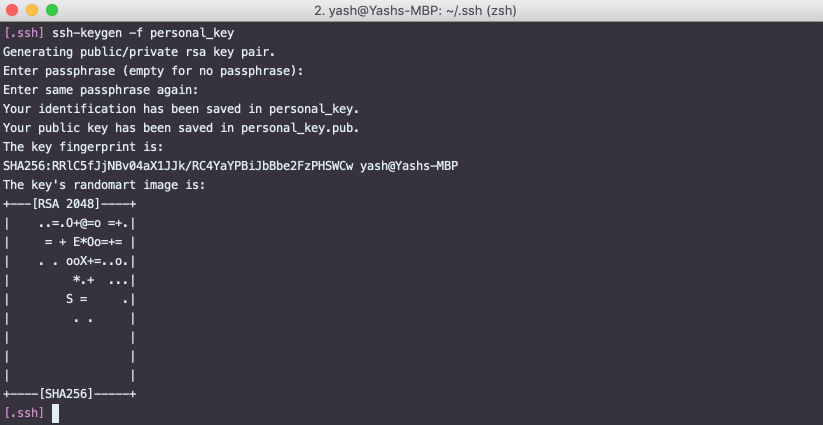 2. yash@Yashs-MBP: ~/.ssh (zsh)
[.ssh] ssh-keygen -f personal_key
Generating public/private rsa key pair.
Enter passphrase (empty for no passphrase):
Enter same passphrase again:
Your identification has been saved in personal_key.
Your public key has been saved in personal_key.pub.
The key fingerprint is:
SHA256:RRlC5fJjNBv04aX1JJk/RC4YaYPBiJbBbe2FzPHSWCw yash@Yashs-MBP
The key's randomart image is:
+---[RSA 2048]----+
|    ..=.O+@=o =+.|
|     = + E*Oo=+= |
|    . . ooX+=..o.|
|         *.+  ...|
|        S =     .|
|         . .     |
|                 |
|                 |
|                 |
+----[SHA256]-----+
[.ssh]